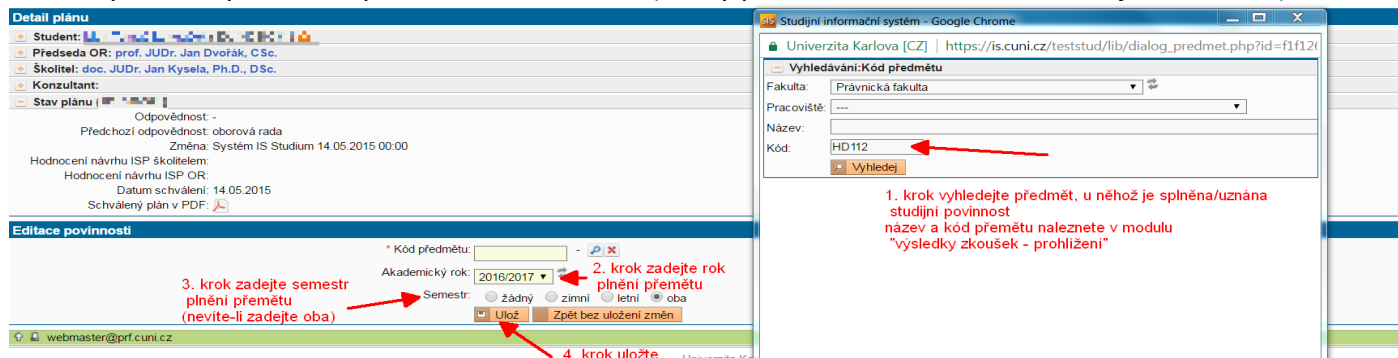 Detail plánu
Student:
Předseda OR: prof. JUDr. Jan Dvořák, CSc.
Školitel: doc. JUDr. Jan Kysela, Ph.D., DSc.
Konzultant:
Stav plánu (
Odpovědnost: -
Předchozí odpovědnost: oborová rada
Změna: Systém IS Studium 14.05.2015 00:00
Hodnocení návrhu ISP školitelem:
Hodnocení návrhu ISP OR:
Datum schválení: 14.05.2015
Schválený plán v PDF:
Editace povinnosti
* Kód předmětu: -
Akademický rok: 2016/2017
Semestr: žádný zimní letní oba
Ulož Zpět bez uložení změn
2. krok zadejte rok
plnění přemětu
3. krok zadejte semestr
plnění přemětu
(nevíte-li zadejte oba)
4. krok uložte
webmaster@prf.cuni.cz
SIS Studijní informační systém - Google Chrome
Univerzita Karlova [CZ] | https://is.cuni.cz/teststud/lib/dialog_predmet.php?id=f1f126
Vyhledávání:Kód předmětu
Fakulta: Právnická fakulta
Pracoviště: ---
Název:
Kód: HD112
Vyhledej
1. krok vyhledejte předmět, u něhož je splněna/uznána
studijní povinnost
název a kód přemětu naleznete v modulu
"výsledky zkoušek - prohlížení"